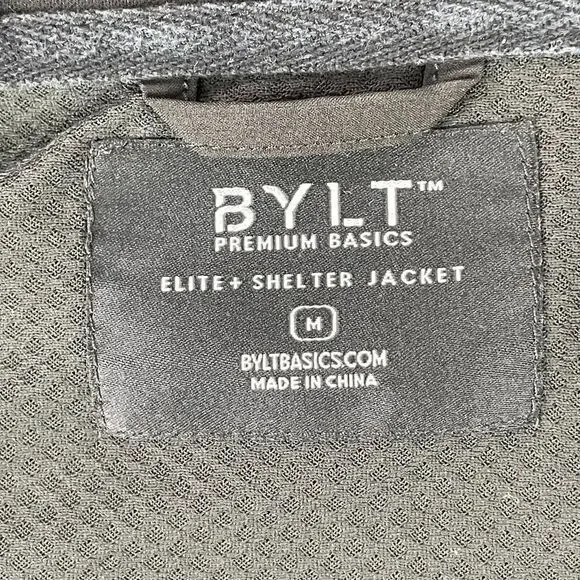 BYLT™
PREMIUM BASICS
ELITE+ SHELTER JACKET
M
BYLTBASICS.COM
MADE IN CHINA